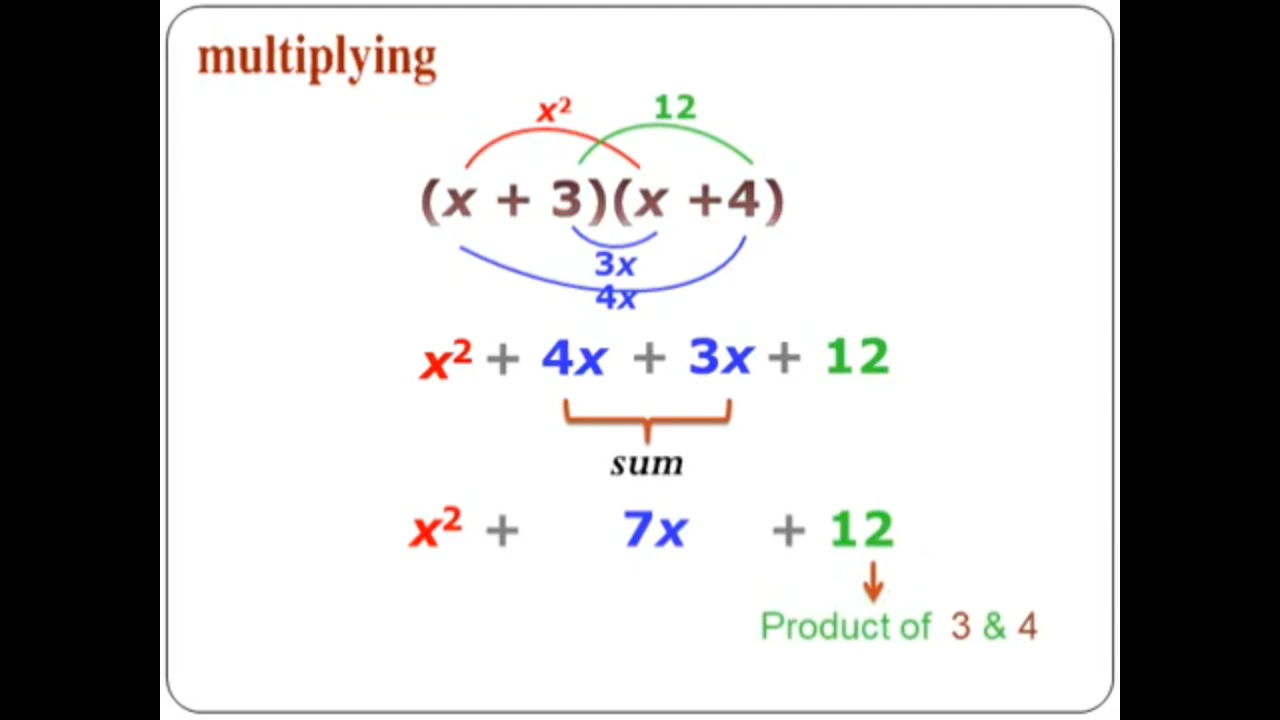 multiplying
x² 12
(x + 3)(x +4)
3x
4x
x² + 4x + 3x + 12
sum
x² + 7x + 12
Product of 3 & 4